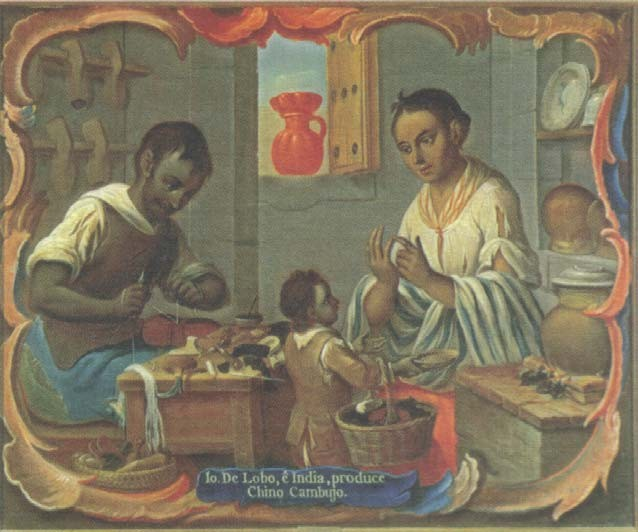 10. De Lobo, ê India, produce
Chino Cambujo.